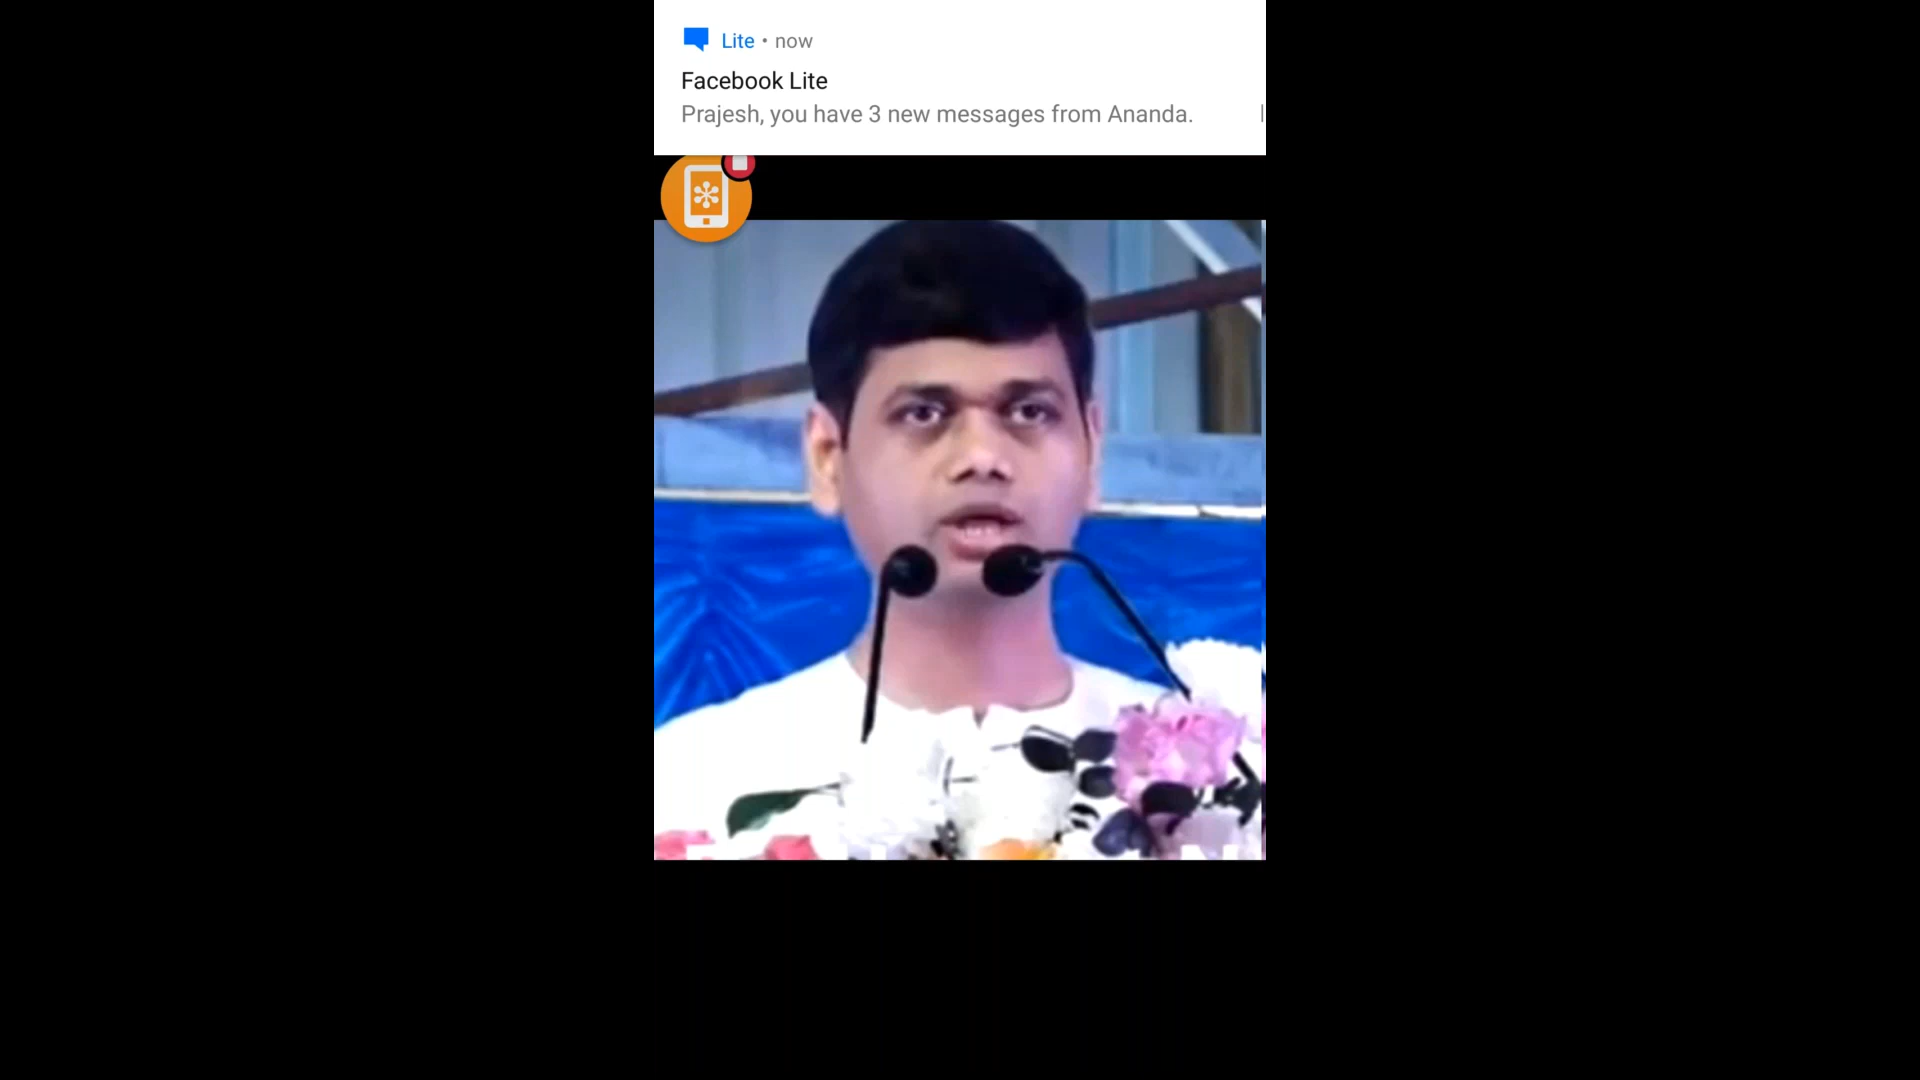 Lite • now
Facebook Lite
Prajesh, you have 3 new messages from Ananda.